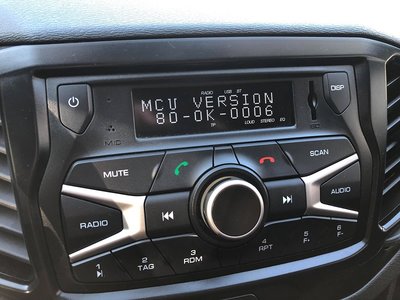 RADIO USB BT
DISP
MCU VERSION
80-0K-0006
TP LOUD STEREO EQ
MIC
MUTE
SCAN
RADIO
AUDIO
1
2
TAG
3
RDM
4
RPT
5
F-
6
F+